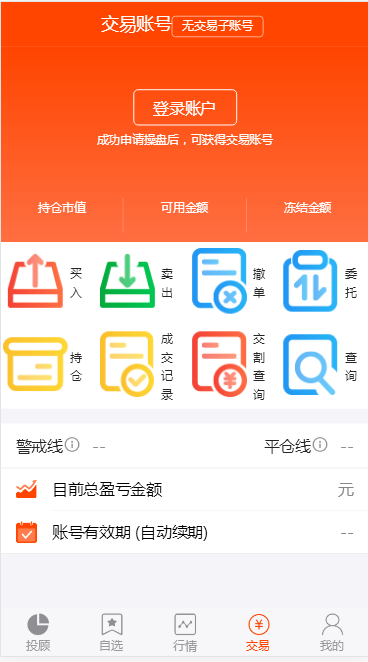 交易账号 无交易子账号
登录账户
成功申请操盘后，可获得交易账号
持仓市值 可用金额 冻结金额
买入 卖出 撤单 委托
持仓 成交记录 交割查询 查询
警戒线 -- 平仓线 --
目前总盈亏金额 元
账号有效期 (自动续期) --
投顾 自选 行情 交易 我的